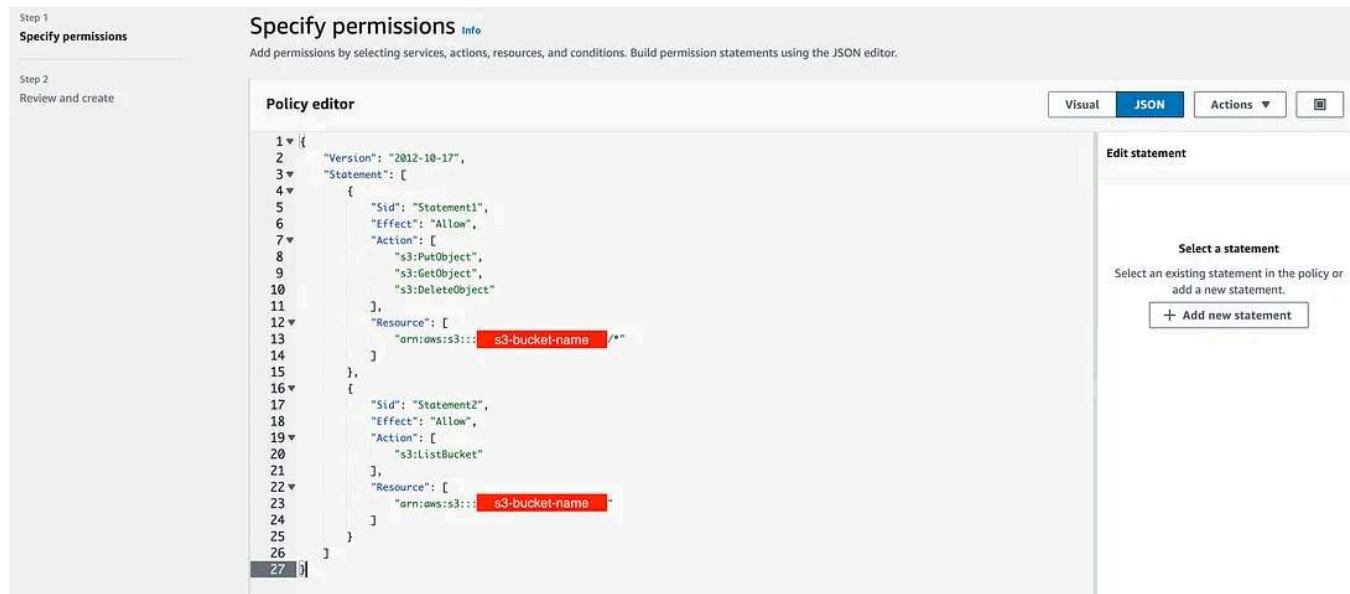 Step 1
Specify permissions
Step 2
Review and create
Specify permissions Info
Add permissions by selecting services, actions, resources, and conditions. Build permission statements using the JSON editor.
Policy editor
Visual JSON Actions ▼
1 {
2 "Version": "2012-10-17",
3 "Statement": [
4 {
5 "Sid": "Statement1",
6 "Effect": "Allow",
7 "Action": [
8 "s3:PutObject",
9 "s3:GetObject",
10 "s3:DeleteObject"
11 ],
12 "Resource": [
13 "arn:aws:s3::: s3-bucket-name /*"
14 ]
15 },
16 {
17 "Sid": "Statement2",
18 "Effect": "Allow",
19 "Action": [
20 "s3:ListBucket"
21 ],
22 "Resource": [
23 "arn:aws:s3::: s3-bucket-name "
24 ]
25 }
26 ]
27 }
Edit statement
Select a statement
Select an existing statement in the policy or
add a new statement.
+ Add new statement